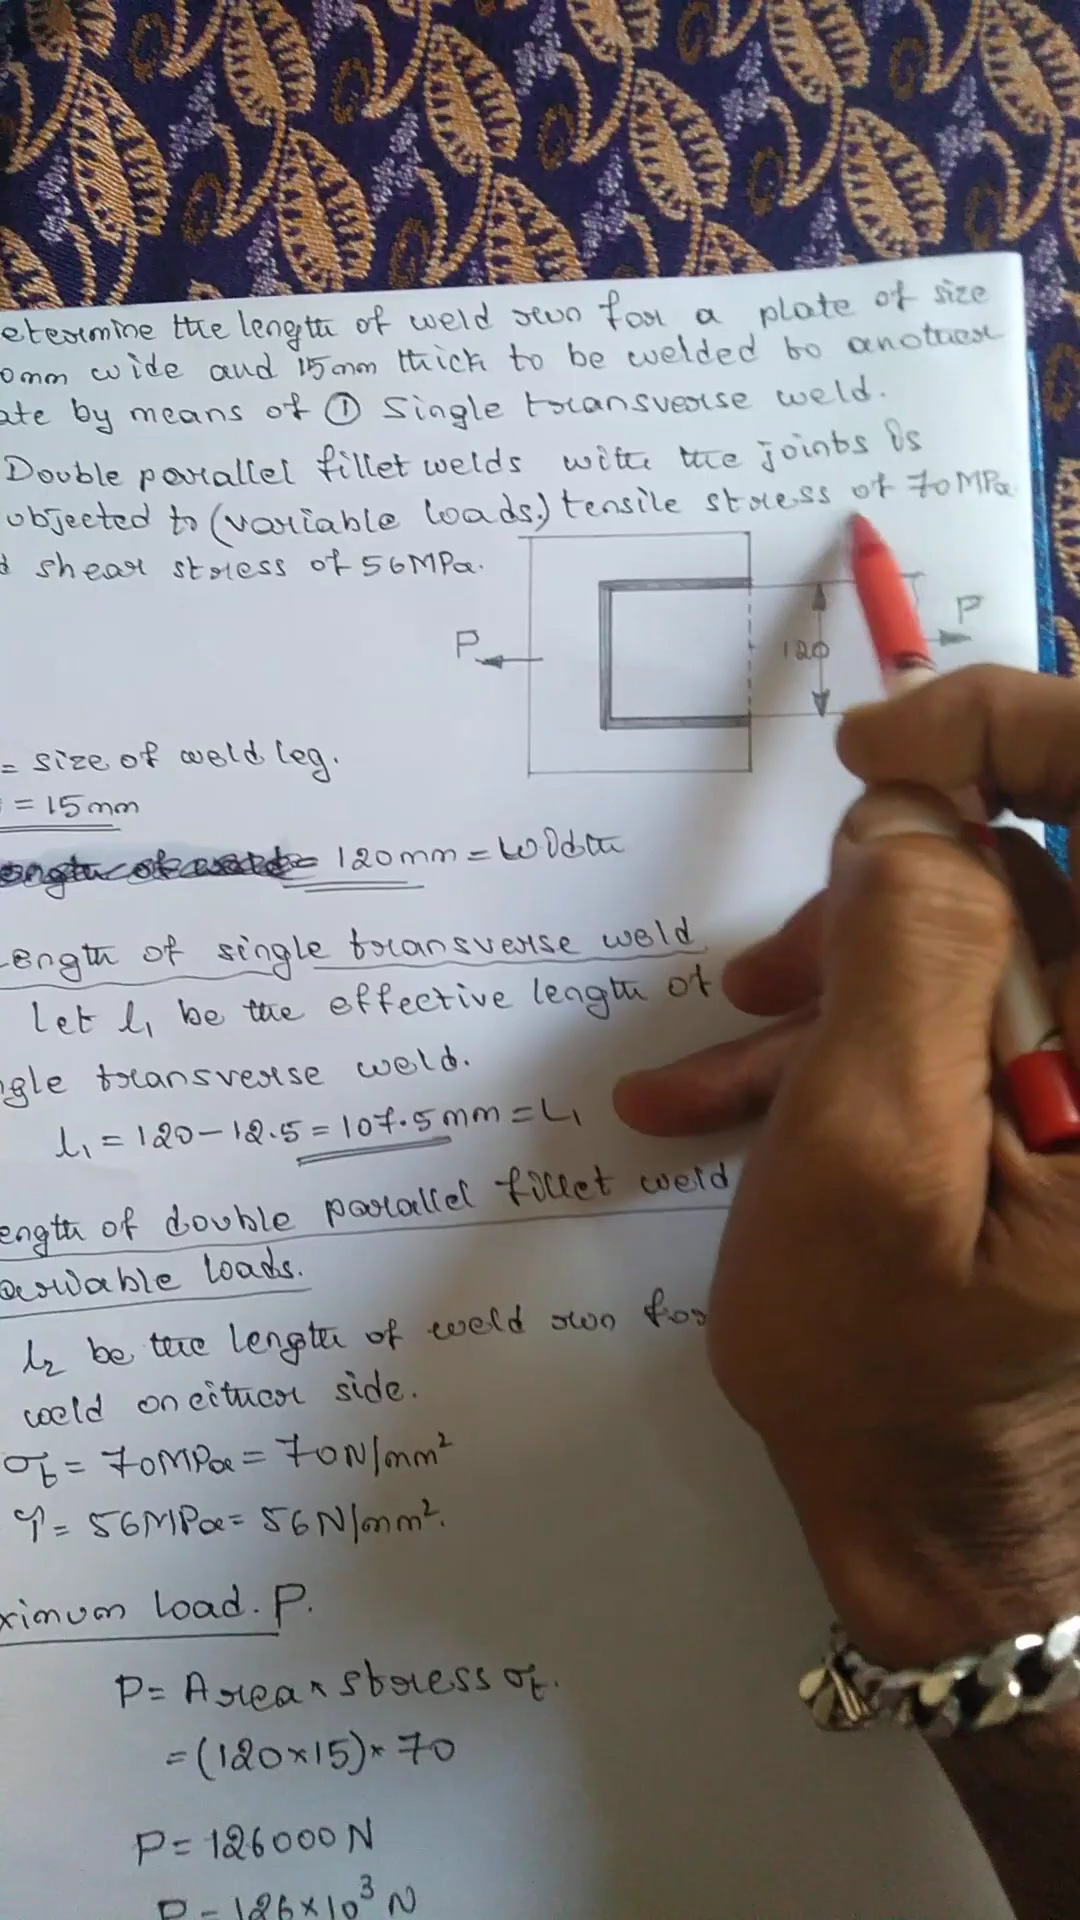 etermine the length of weld run for a plate of size
0mm wide and 15mm thick to be welded to another
ate by means of ① Single transverse weld.
Double parallel fillet welds with the joints is
ubjected to (variable loads.) tensile stress of 70MPa
d shear stress of 56MPa.
P
P
120
= size of weld leg.
= 15mm
= 120mm = width
Length of single transverse weld
Let l₁ be the effective length of
ngle transverse weld.
l₁ = 120 - 12.5 = 107.5mm = L₁
ength of double parallel fillet weld
loads.
l₂ be the length of weld run for
weld on either side.
σt = 70MPa = 70N/mm²
τ = 56MPa = 56N/mm².
ximum load. P.
P = Area × stress σt.
= (120×15) × 70
P = 126000 N
P = 126×10³ N